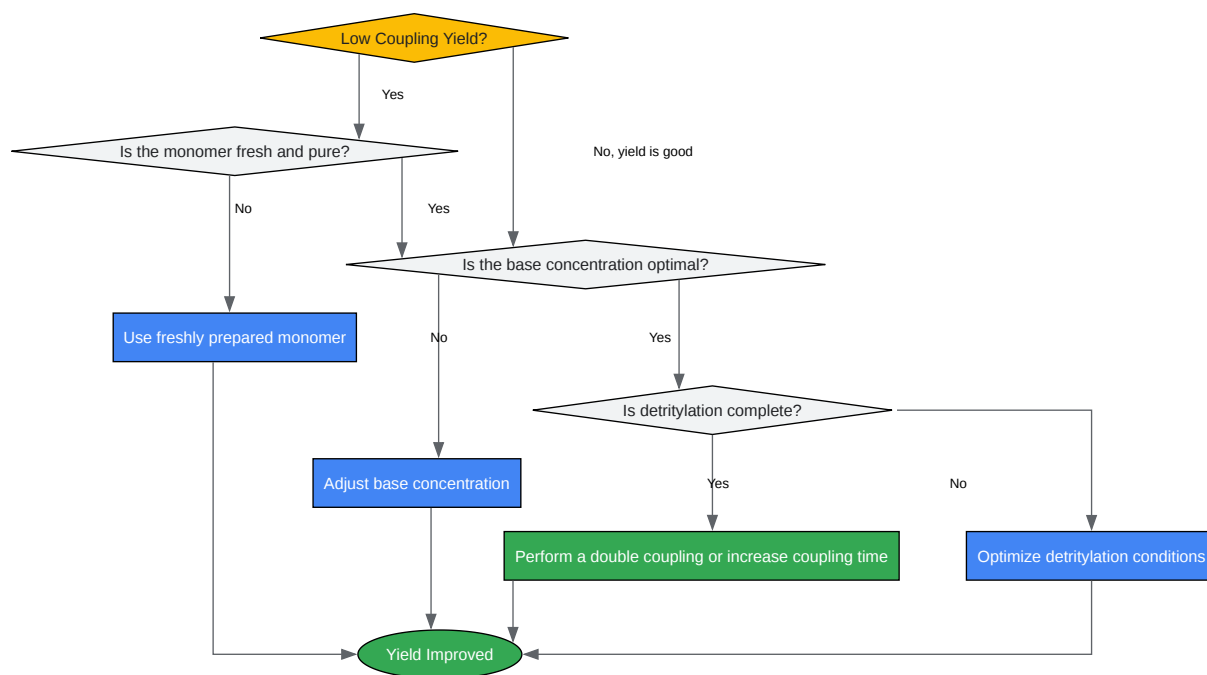 Low Coupling Yield?
Yes
Is the monomer fresh and pure?
No, yield is good
No
Yes
Is the base concentration optimal?
Use freshly prepared monomer
No
Yes
Is detritylation complete?
Adjust base concentration
Yes
No
Perform a double coupling or increase coupling time
Optimize detritylation conditions
Yield Improved